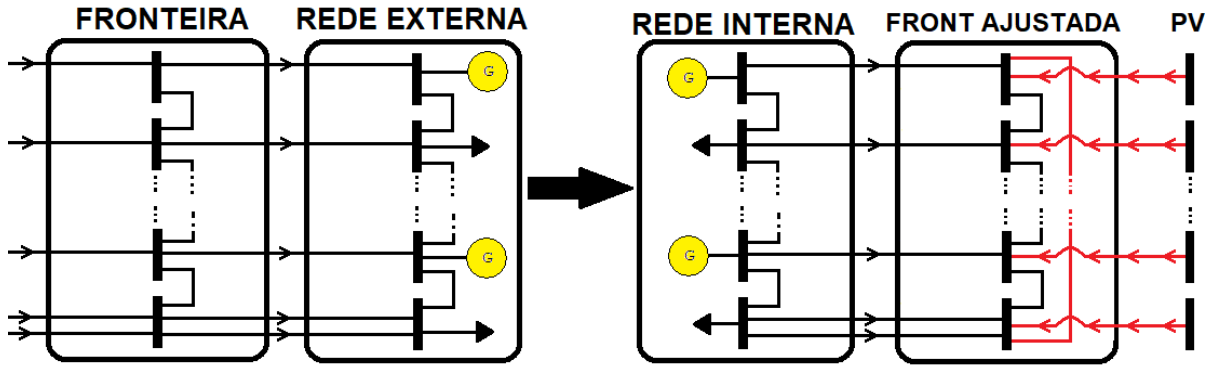 FRONTEIRA
REDE EXTERNA
REDE INTERNA
FRONT AJUSTADA
PV
G
G
G
G